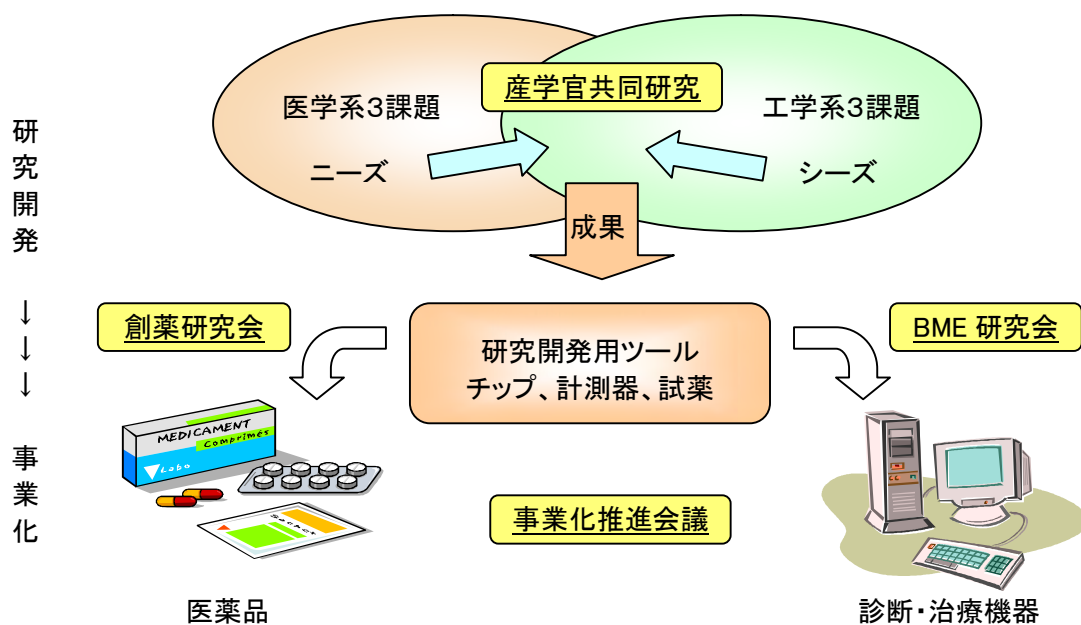 産学官共同研究
医学系3課題
工学系3課題
ニーズ
シーズ
成果
研究開発
↓
↓
↓
事業化
創薬研究会
BME 研究会
研究開発用ツール
チップ、計測器、試薬
MEDICAMENT
Comprimés
Labo
事業化推進会議
医薬品
診断・治療機器